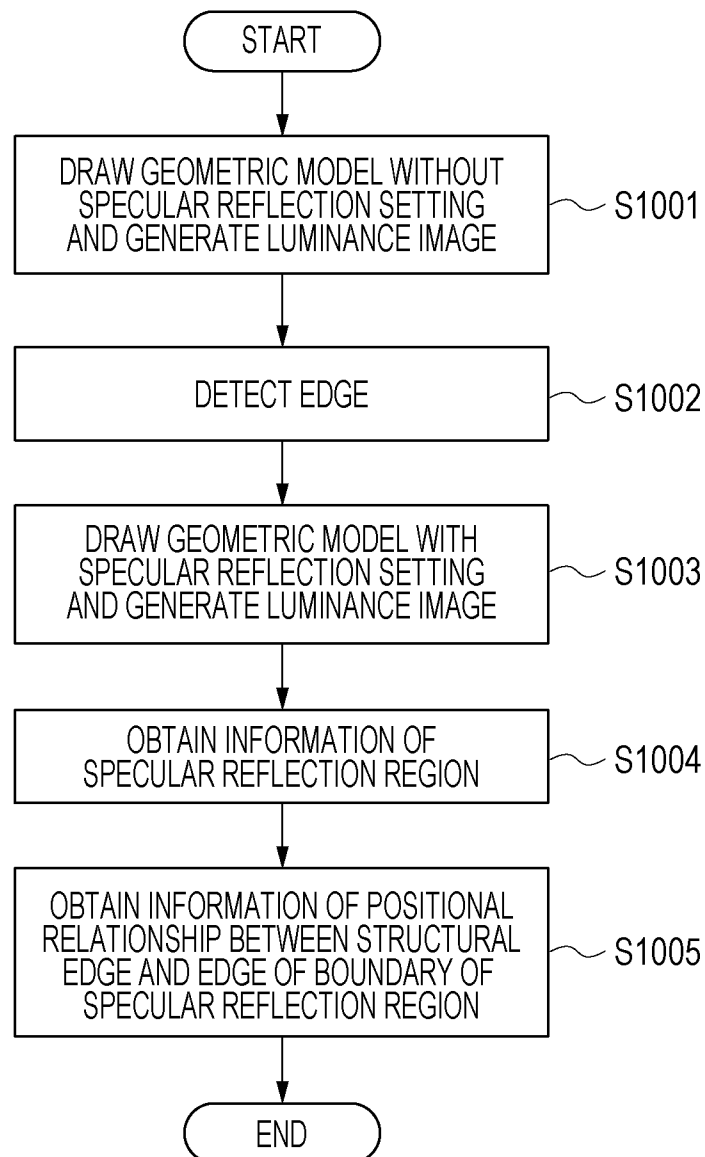 START
DRAW GEOMETRIC MODEL WITHOUT
SPECULAR REFLECTION SETTING
AND GENERATE LUMINANCE IMAGE
S1001
DETECT EDGE
S1002
DRAW GEOMETRIC MODEL WITH
SPECULAR REFLECTION SETTING
AND GENERATE LUMINANCE IMAGE
S1003
OBTAIN INFORMATION OF
SPECULAR REFLECTION REGION
S1004
OBTAIN INFORMATION OF POSITIONAL
RELATIONSHIP BETWEEN STRUCTURAL
EDGE AND EDGE OF BOUNDARY OF
SPECULAR REFLECTION REGION
S1005
END